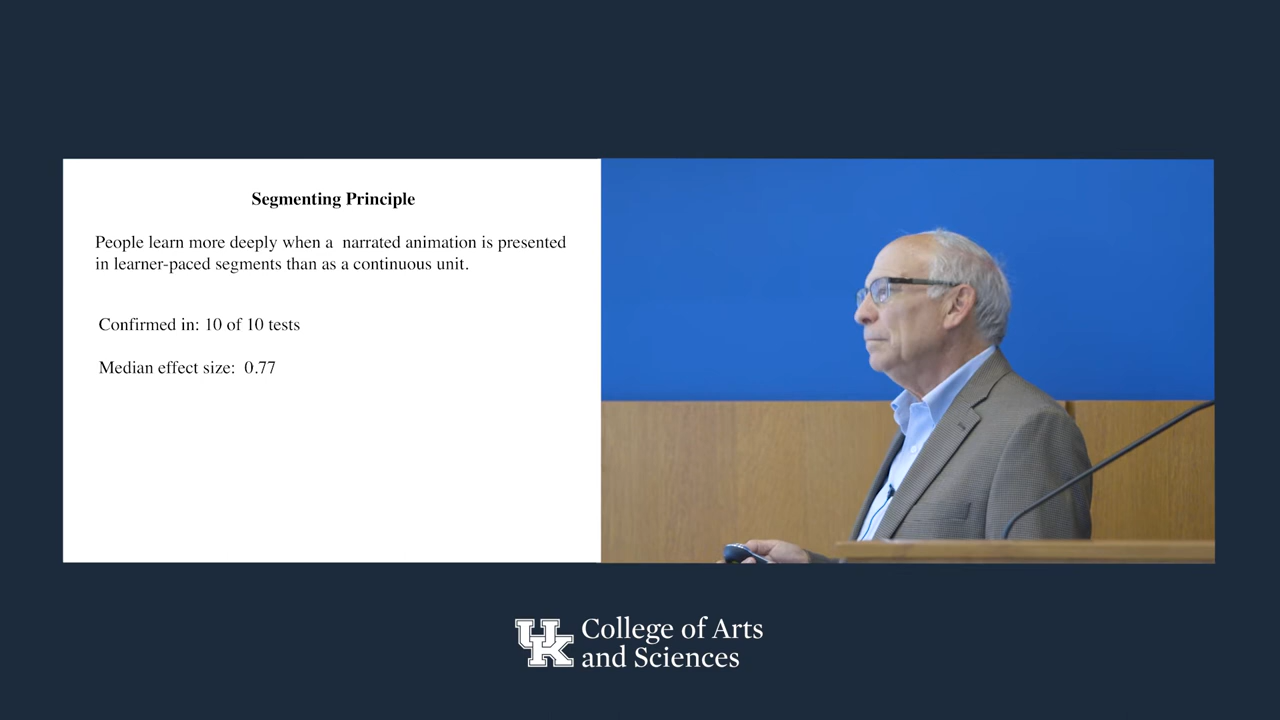 Segmenting Principle
People learn more deeply when a narrated animation is presented
in learner-paced segments than as a continuous unit.
Confirmed in: 10 of 10 tests
Median effect size: 0.77
UK College of Arts
and Sciences